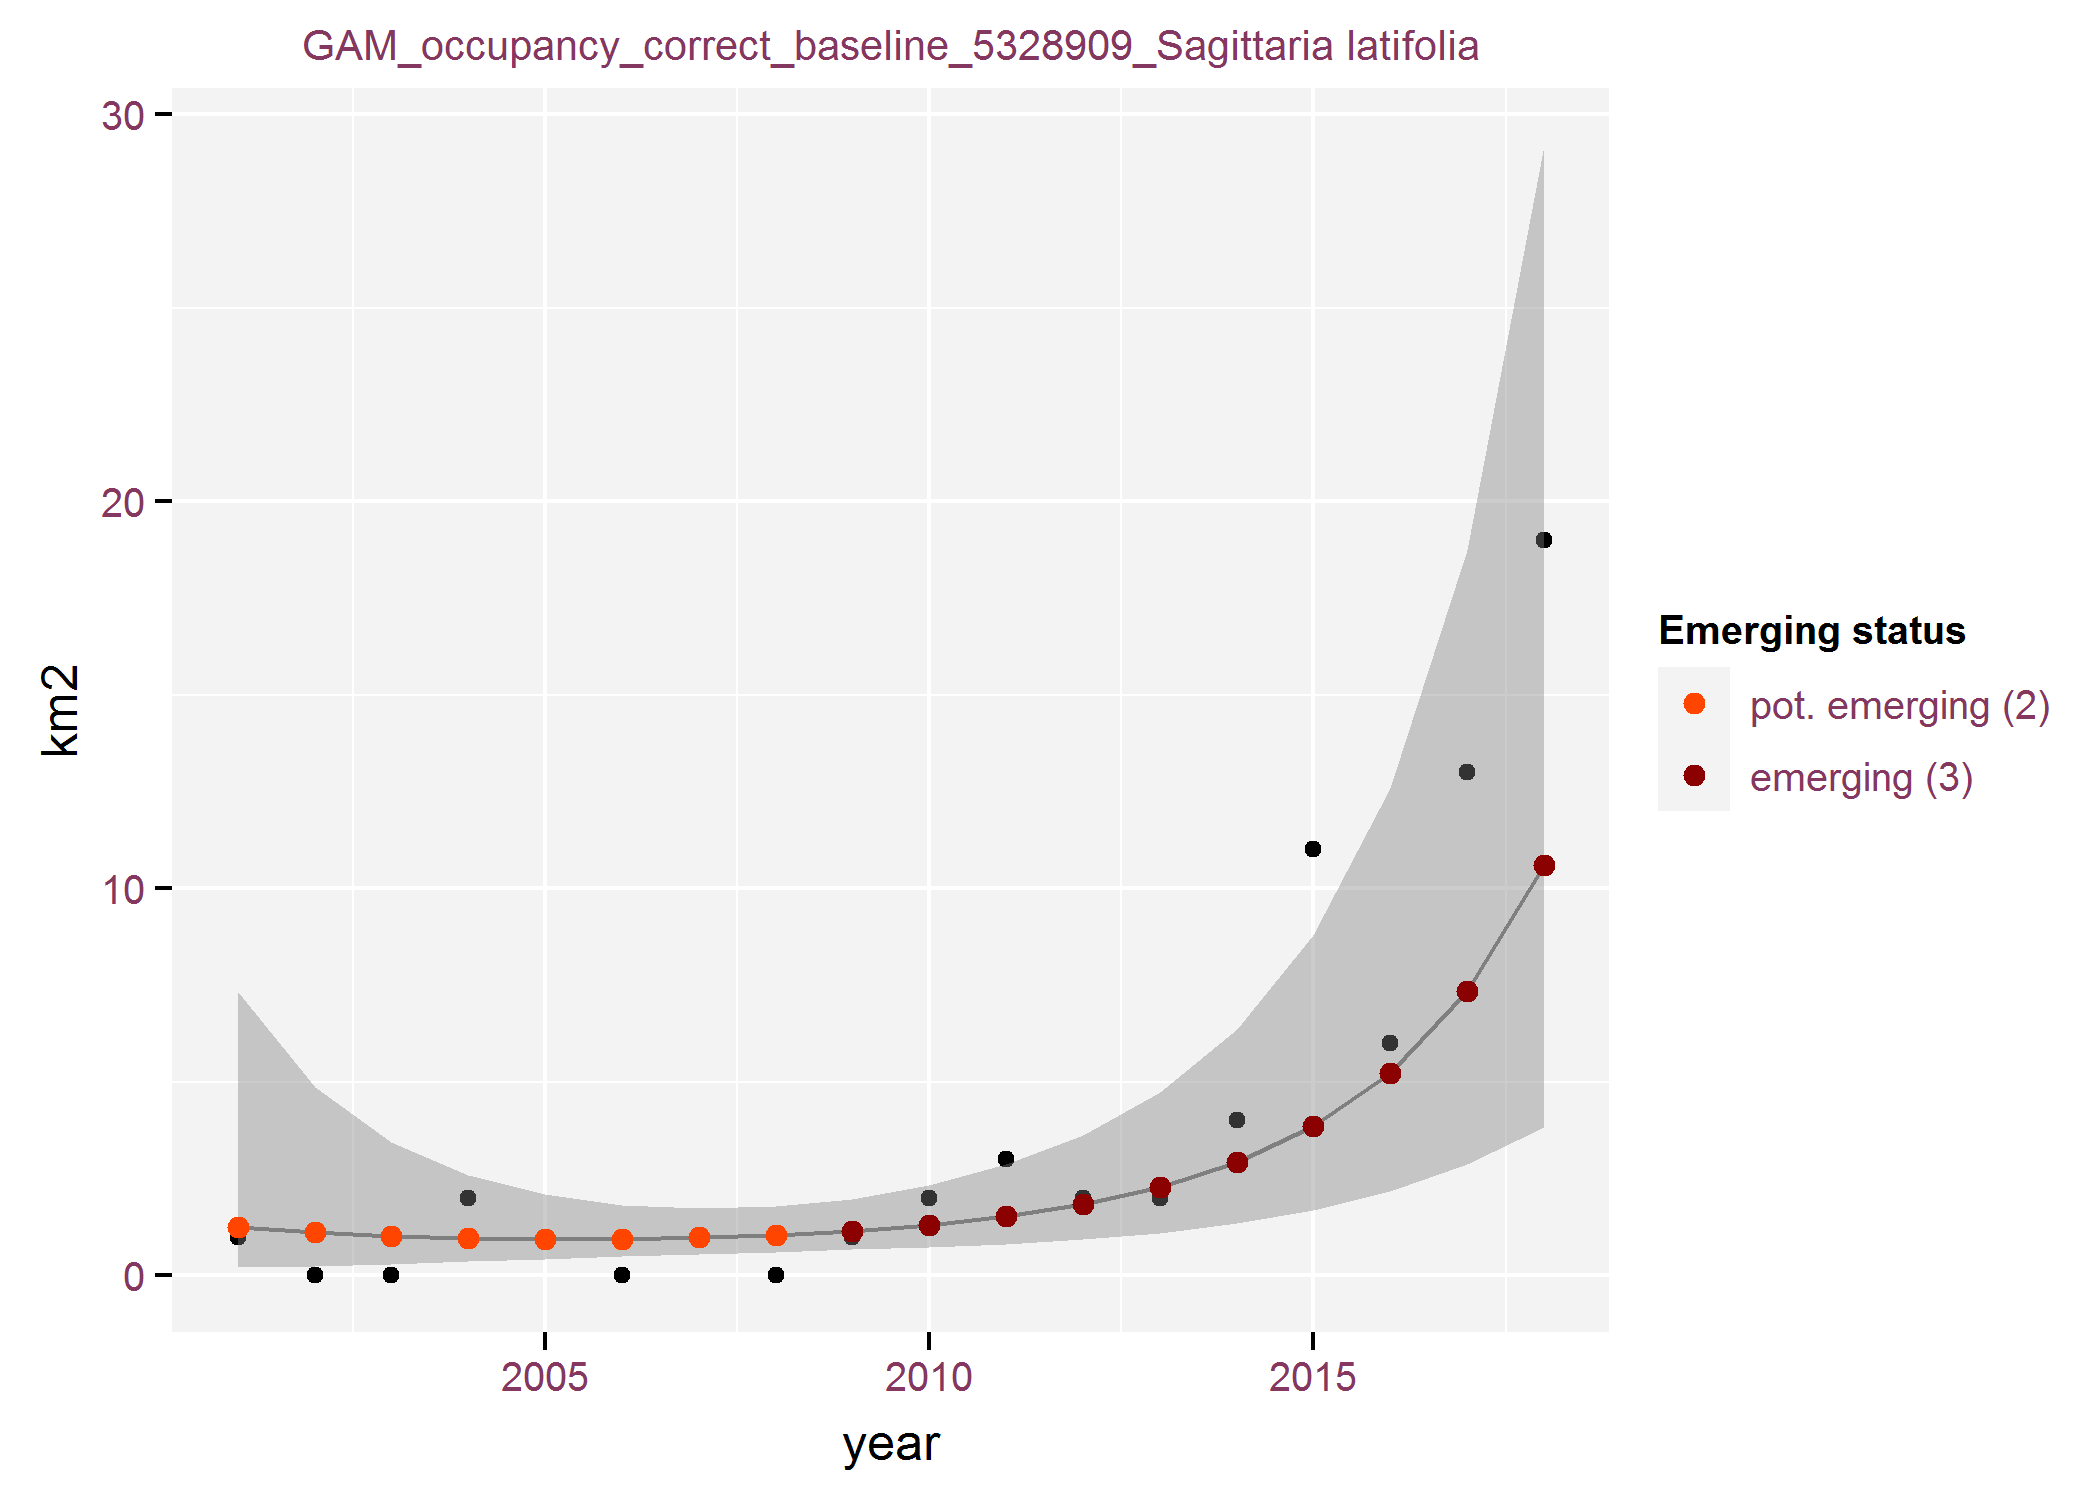 GAM_occupancy_correct_baseline_5328909_Sagittaria latifolia
30
20
10
0
km2
2005
2010
2015
year
Emerging status
pot. emerging (2)
emerging (3)